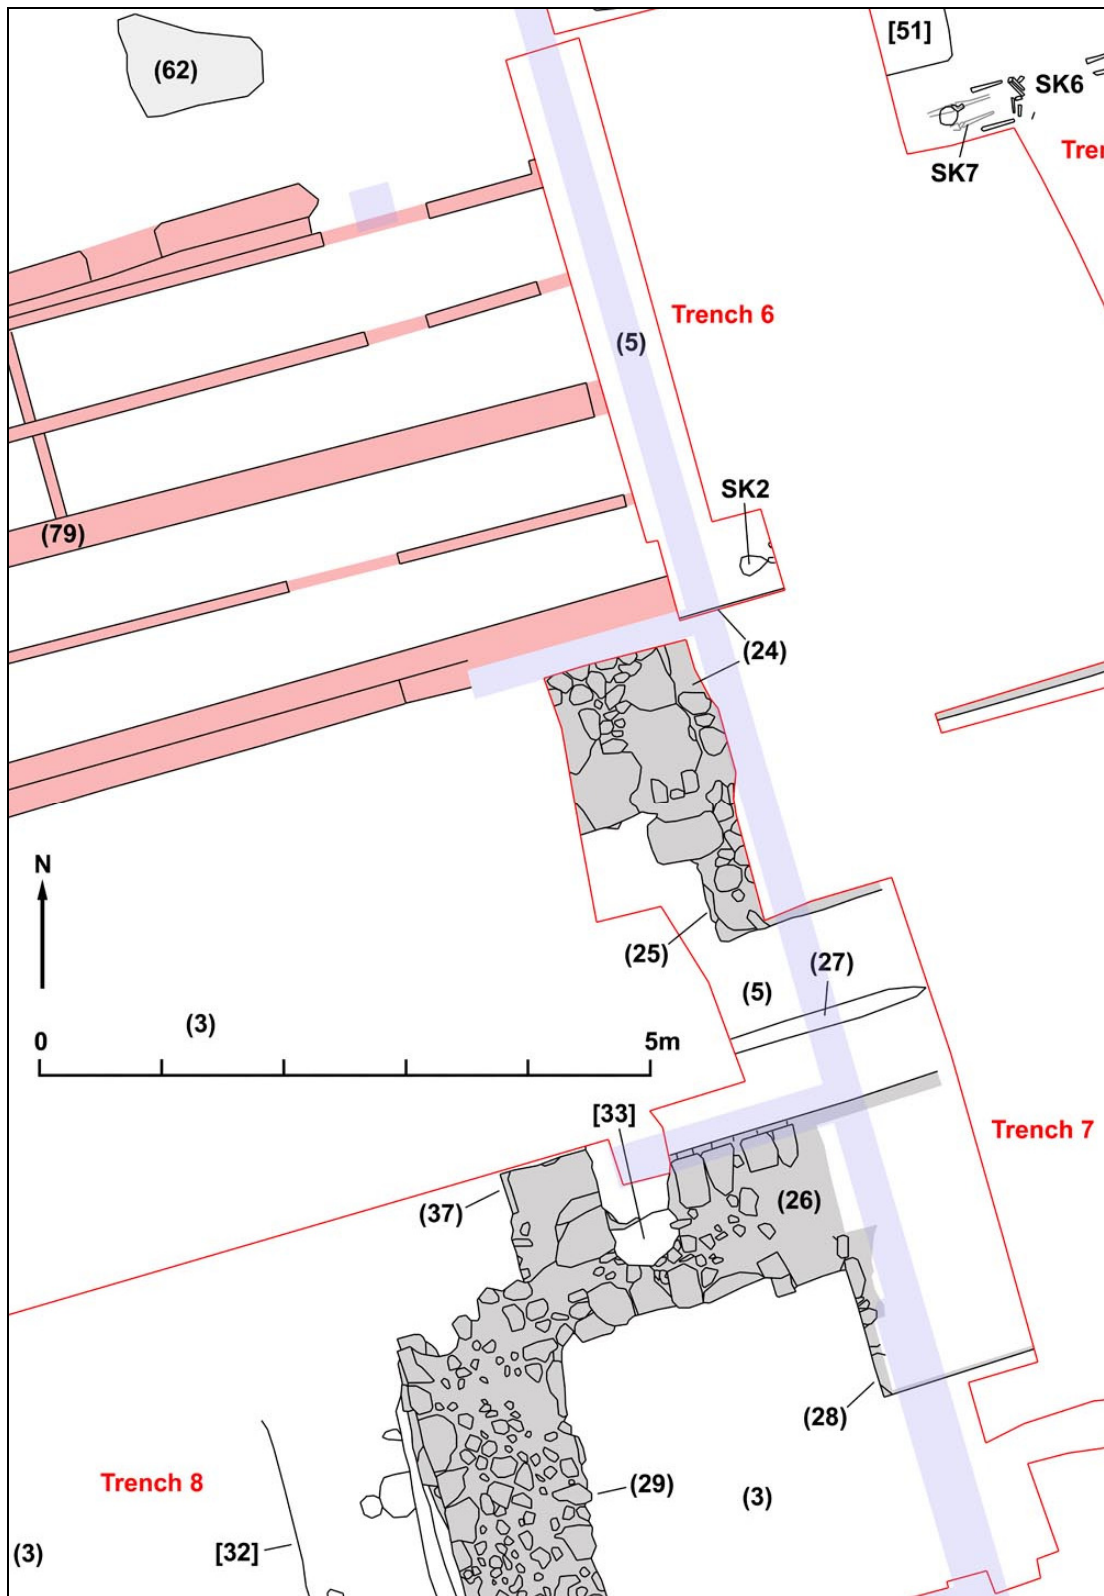 [51]
(62)
SK6
Tren
SK7
Trench 6
(5)
SK2
(79)
(24)
N
(25)
(27)
(5)
(3)
0
5m
[33]
Trench 7
(37)
(26)
(28)
Trench 8
(29)
(3)
[32]
(3)